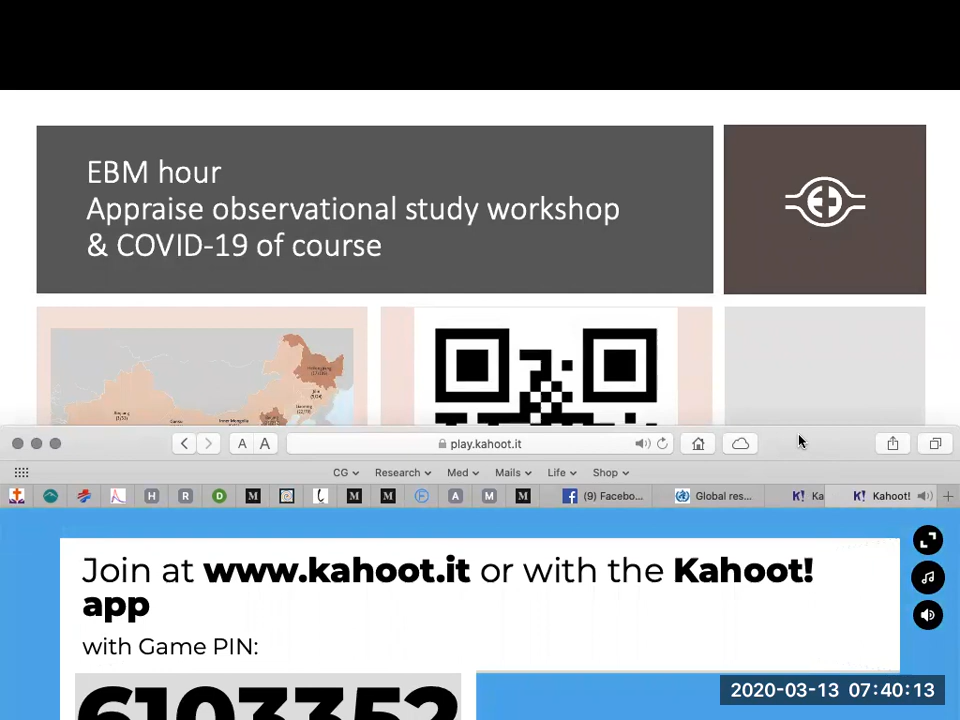 EBM hour
Appraise observational study workshop
& COVID-19 of course
play.kahoot.it
A A
CG Research Med Mails Life Shop
H R D M M M A M M (9) Facebo... Global res... Ka Kahoot!
Join at www.kahoot.it or with the Kahoot!
app
with Game PIN:
6103352
2020-03-13 07:40:13